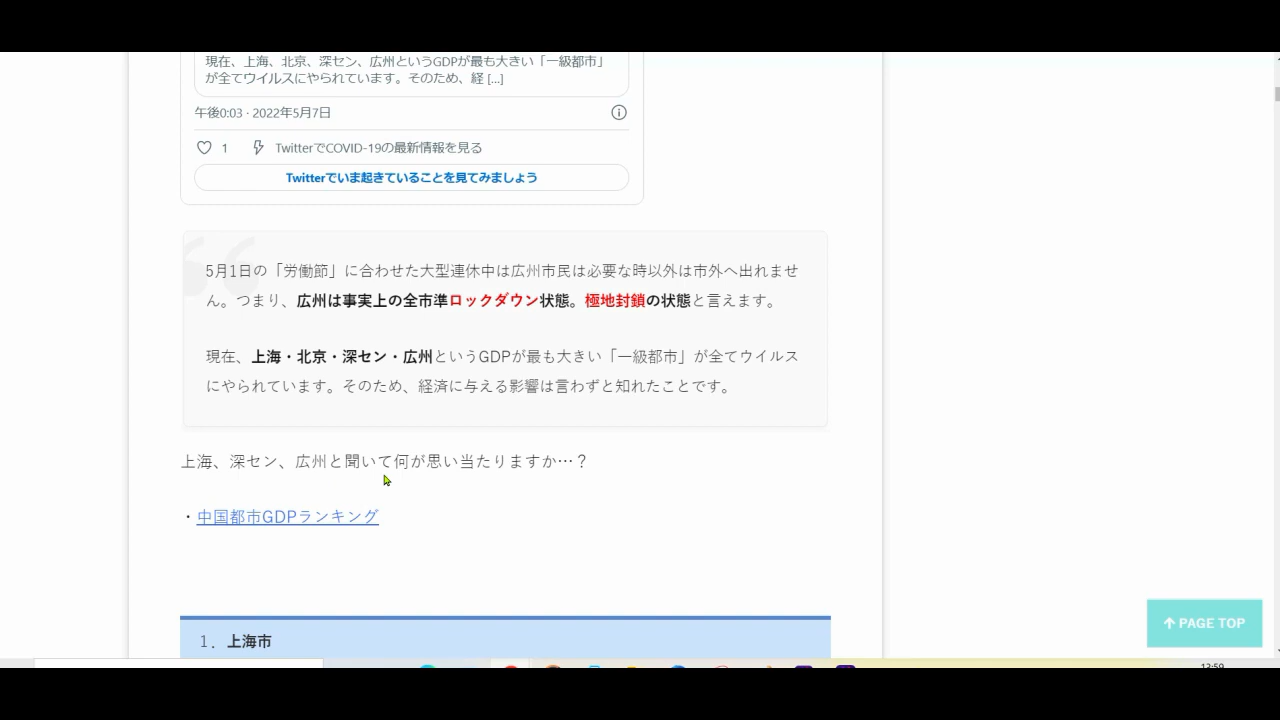 現在、上海、北京、深セン、広州というGDPが最も大きい「一級都市」
が全てウイルスにやられています。そのため、経 [...]
午後0:03 · 2022年5月7日
1 TwitterでCOVID-19の最新情報を見る
Twitterでいま起きていることを見てみましょう
5月1日の「労働節」に合わせた大型連休中は広州市民は必要な時以外は市外へ出れませ
ん。つまり、広州は事実上の全市準ロックダウン状態。極地封鎖の状態と言えます。
現在、上海・北京・深セン・広州というGDPが最も大きい「一級都市」が全てウイルス
にやられています。そのため、経済に与える影響は言わずと知れたことです。
上海、深セン、広州と聞いて何が思い当たりますか…？
・中国都市GDPランキング
1．上海市
↑ PAGE TOP
13:59